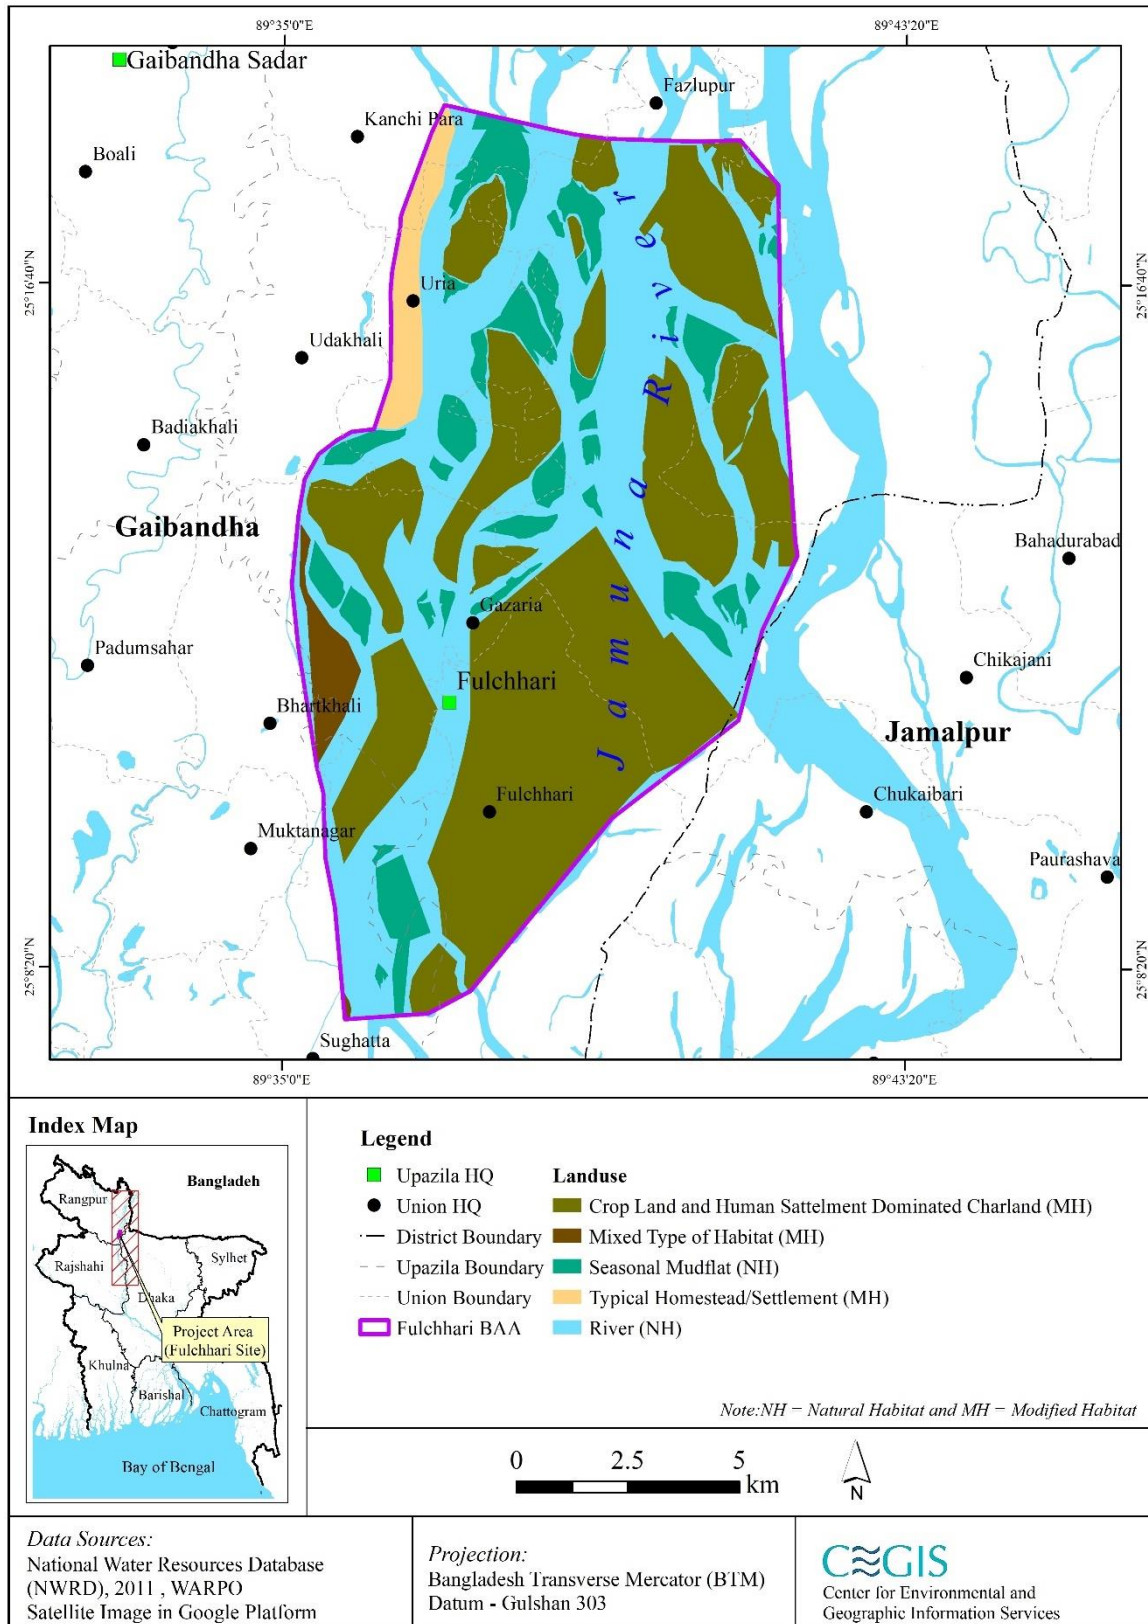 89°35'0"E
89°43'20"E
Gaibandha Sadar
Fazlupur
Kanchi Para
Boali
25°16'40"N
25°16'40"N
Uria
Udakhali
Badiakhali
Gaibandha
Bahadurabad
Jamuna River
Gazaria
Padumsahar
Fulchhari
Chikajani
Bhartkhali
Jamalpur
Fulchhari
Chukaibari
Muktanagar
Paurashava
25°8'20"N
25°8'20"N
Sughatta
89°35'0"E
89°43'20"E
Index Map
Bangladeh
Rangpur
Sylhet
Rajshahi
Dhaka
Project Area
(Fulchhari Site)
Khulna
Barishal
Chattogram
Bay of Bengal
Legend
Upazila HQ
Union HQ
District Boundary
Upazila Boundary
Union Boundary
Fulchhari BAA
Landuse
Crop Land and Human Sattelment Dominated Charland (MH)
Mixed Type of Habitat (MH)
Seasonal Mudflat (NH)
Typical Homestead/Settlement (MH)
River (NH)
Note:NH = Natural Habitat and MH = Modified Habitat
0 2.5 5
km
N
Data Sources:
National Water Resources Database
(NWRD), 2011 , WARPO
Satellite Image in Google Platform
Projection:
Bangladesh Transverse Mercator (BTM)
Datum - Gulshan 303
CEGIS
Center for Environmental and
Geographic Information Services